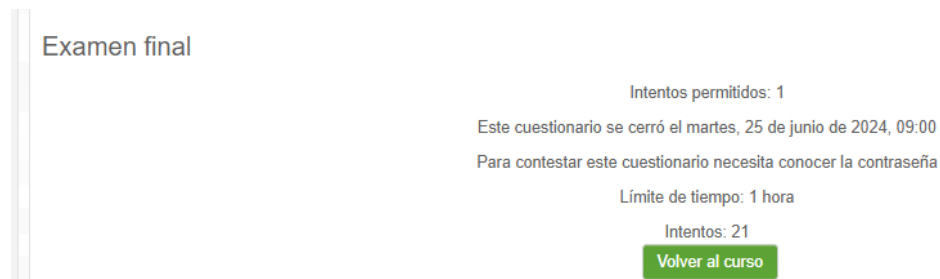 Examen final
Intentos permitidos: 1
Este cuestionario se cerró el martes, 25 de junio de 2024, 09:00
Para contestar este cuestionario necesita conocer la contraseña
Límite de tiempo: 1 hora
Intentos: 21
Volver al curso